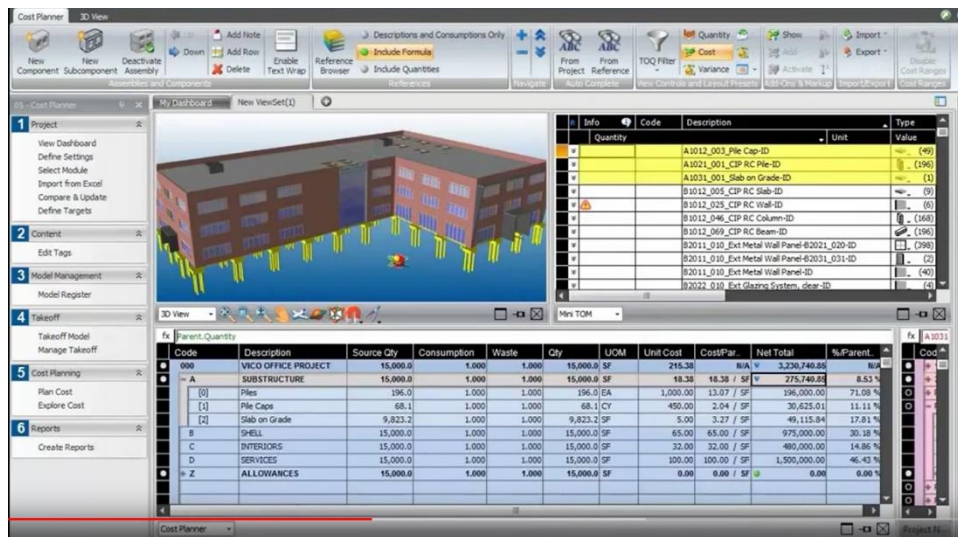 Cost Planner 3D View
New Component
New Subcomponent
Deactivate Assembly
Down
Add Note
Add Row
Delete
Enable Text Wrap
Assemblies and Components
Reference Browser
Descriptions and Consumptions Only
Include Formula
Include Quantities
References
Navigate
From Project
From Reference
Auto Complete
TOQ Filter
Quantity
Cost
Variance
View Controls and Layout Presets
Show
Add
Activate
Add-Ons & Markup
Import
Export
Import/Export
Disable Cost Ranges
Cost Ranges
05 - Cost Planner
1 Project
View Dashboard
Define Settings
Select Module
Import from Excel
Compare & Update
Define Targets
2 Content
Edit Tags
3 Model Management
Model Register
4 Takeoff
Takeoff Model
Manage Takeoff
5 Cost Planning
Plan Cost
Explore Cost
6 Reports
Create Reports
My Dashboard New ViewSet(1)
3D View
Info Code Description Type
Quantity Unit Value
A1012_003_Pile Cap-ID (49)
A1021_001_CIP RC Pile-ID (196)
A1031_001_Slab on Grade-ID (1)
B1012_005_CIP RC Slab-ID (9)
B1012_025_CIP RC Wall-ID (6)
B1012_046_CIP RC Column-ID (168)
B1012_069_CIP RC Beam-ID (196)
B2011_010_Ext Metal Wall Panel-B2021_020-ID (398)
B2011_010_Ext Metal Wall Panel-B2031_031-ID (2)
B2011_010_Ext Metal Wall Panel-ID (40)
B2022_010_Ext Glazing System, clear-ID (4)
Mini TOM
fx Parent.Quantity
Code Description Source Qty Consumption Waste Qty UOM Unit Cost Cost/Par.. Net Total %/Parent..
000 VICO OFFICE PROJECT 15,000.0 1.000 1.000 15,000.0 SF 215.38 N/A 3,230,740.85 N/A
A SUBSTRUCTURE 15,000.0 1.000 1.000 15,000.0 SF 18.38 18.38 / SF 275,740.85 8.53 %
[0] Piles 196.0 1.000 1.000 196.0 EA 1,000.00 13.07 / SF 196,000.00 71.08 %
[1] Pile Caps 68.1 1.000 1.000 68.1 CY 450.00 2.04 / SF 30,625.01 11.11 %
[2] Slab on Grade 9,823.2 1.000 1.000 9,823.2 SF 5.00 3.27 / SF 49,115.84 17.81 %
B SHELL 15,000.0 1.000 1.000 15,000.0 SF 65.00 65.00 / SF 975,000.00 30.18 %
C INTERIORS 15,000.0 1.000 1.000 15,000.0 SF 32.00 32.00 / SF 480,000.00 14.86 %
D SERVICES 15,000.0 1.000 1.000 15,000.0 SF 100.00 100.00 / SF 1,500,000.00 46.43 %
Z ALLOWANCES 15,000.0 1.000 1.000 15,000.0 SF 0.00 0.00 / SF 0.00 0.00 %
Cost Planner
fx A1031
Project N...